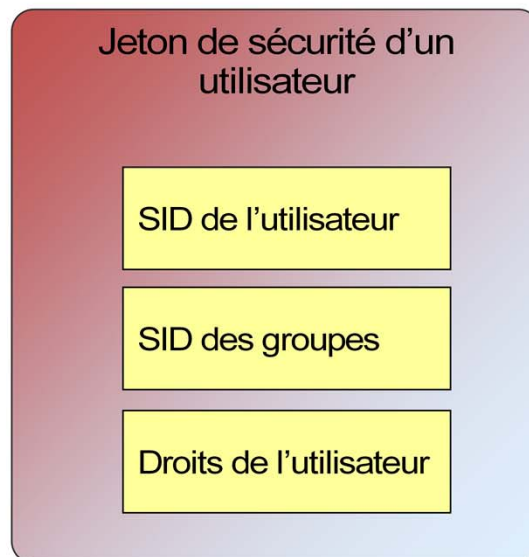 Jeton de sécurité d’un
utilisateur
SID de l’utilisateur
SID des groupes
Droits de l’utilisateur